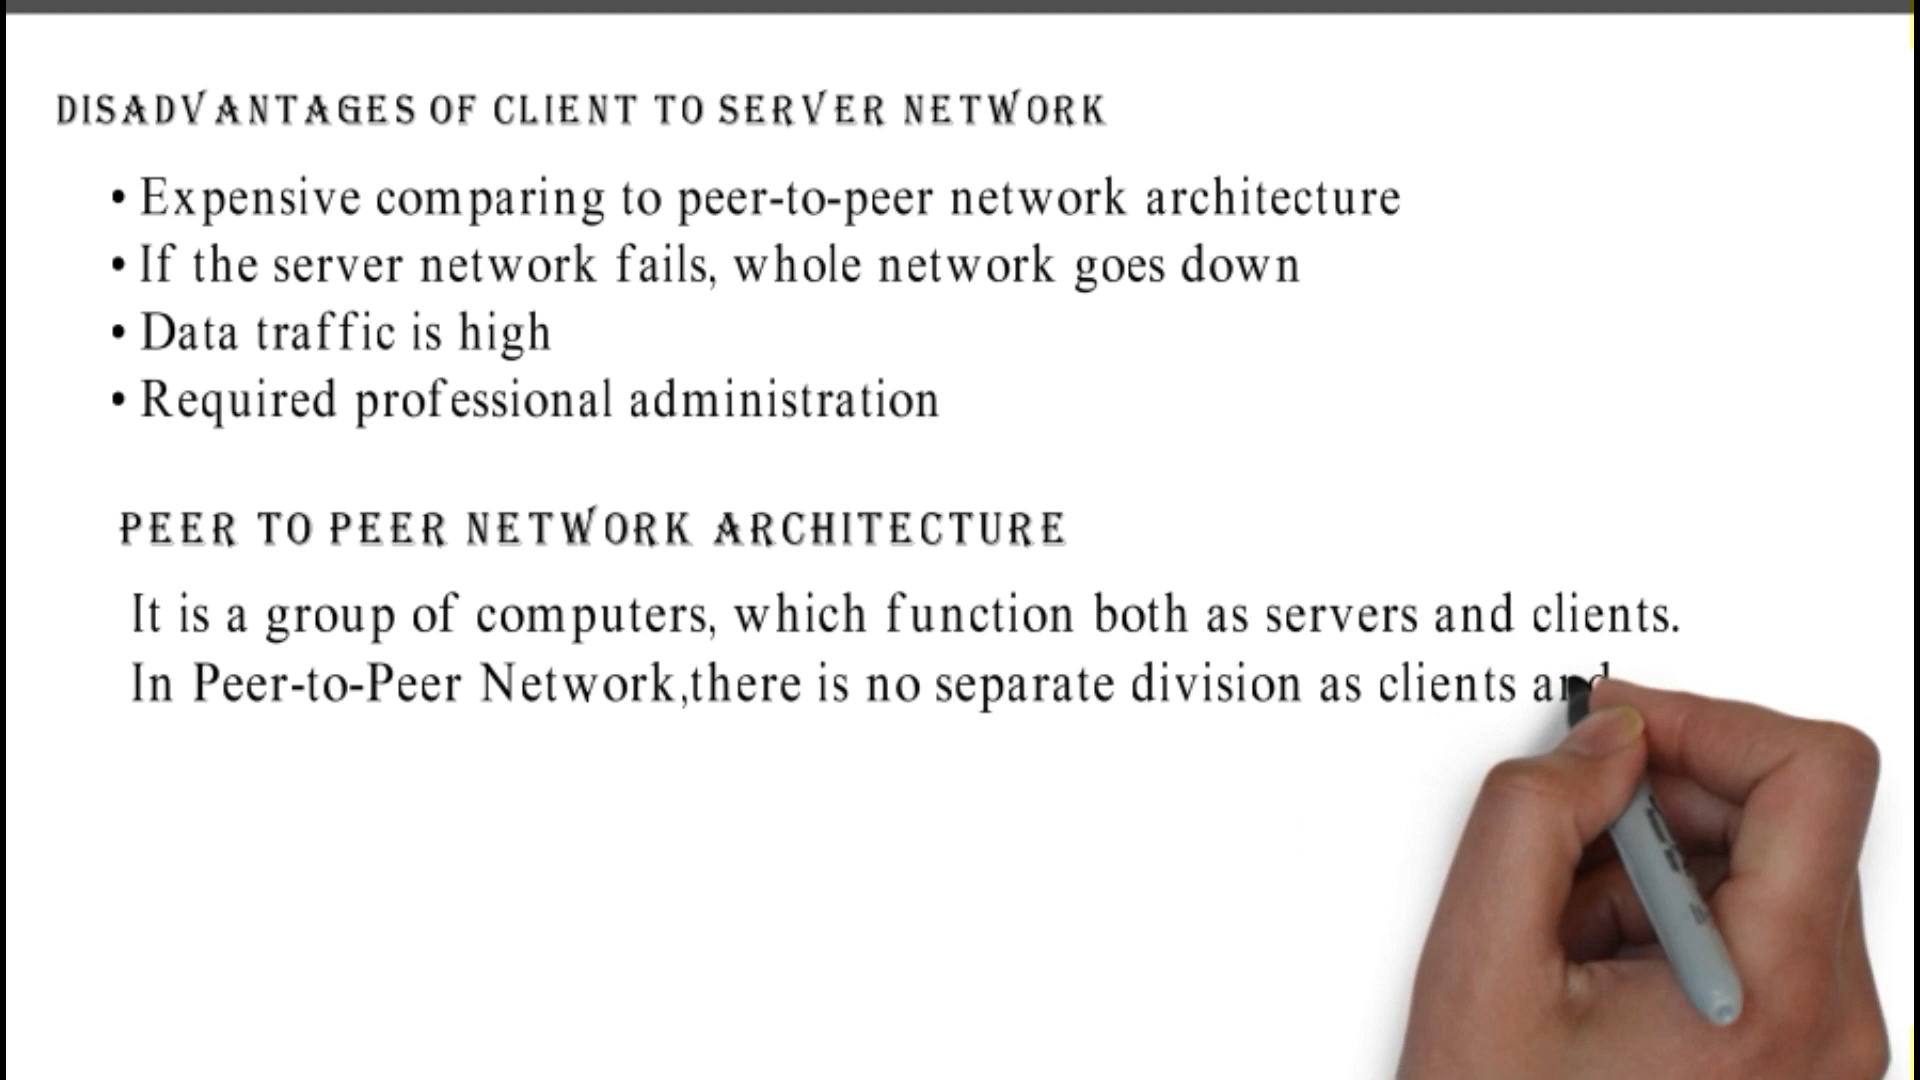 DISADVANTAGES OF CLIENT TO SERVER NETWORK
• Expensive comparing to peer-to-peer network architecture
• If the server network fails, whole network goes down
• Data traffic is high
• Required professional administration
PEER TO PEER NETWORK ARCHITECTURE
It is a group of computers, which function both as servers and clients.
In Peer-to-Peer Network,there is no separate division as clients and